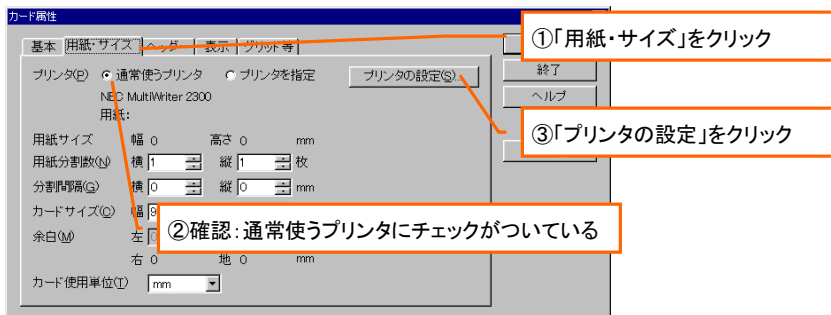 カード属性
①「用紙・サイズ」をクリック
基本 用紙・サイズ ヘッダー 表示 グリッド等
プリンタ(P) 通常使うプリンタ プリンタを指定 プリンタの設定(S)...
終了
NEC MultiWriter 2300
ヘルプ
用紙:
③「プリンタの設定」をクリック
用紙サイズ 幅 0 高さ 0 mm
用紙分割数(N) 横 1 縦 1 枚
分割間隔(G) 横 0 縦 0 mm
カードサイズ(C) 幅 9
②確認:通常使うプリンタにチェックがついている
余白(M) 左 0
右 0 地 0 mm
カード使用単位(T) mm